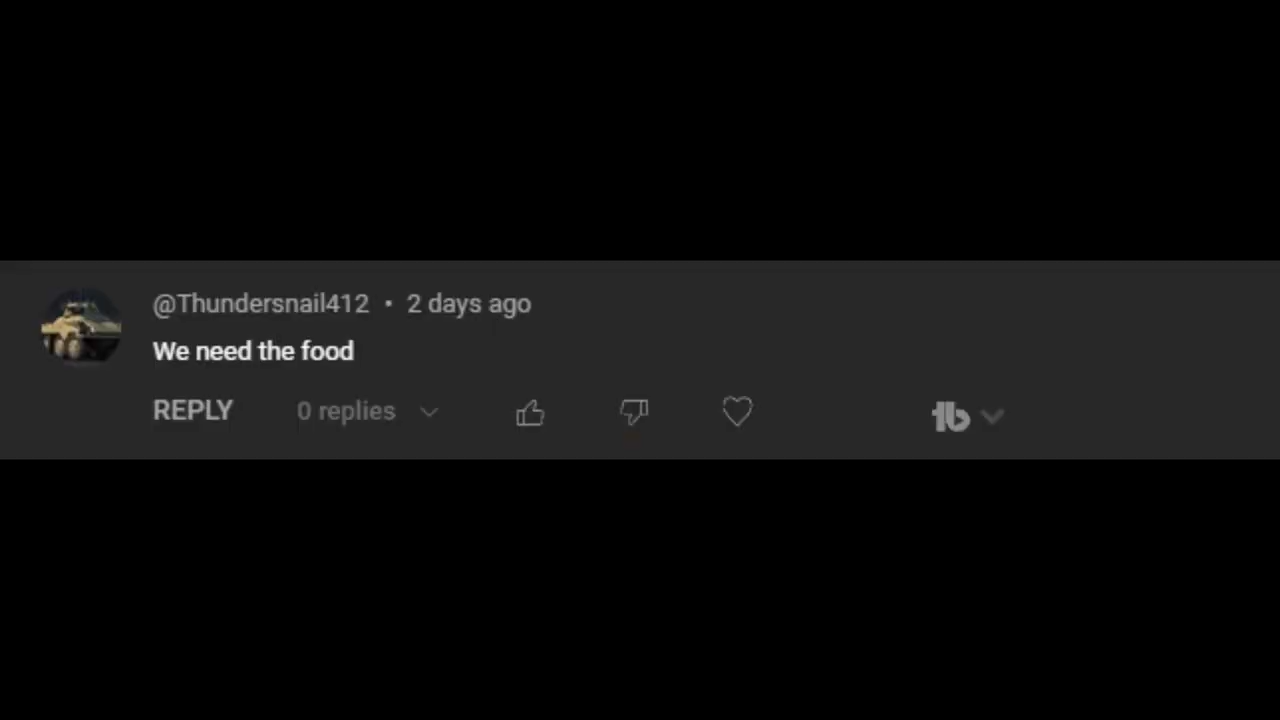 @Thundersnail412 • 2 days ago
We need the food
REPLY 0 replies